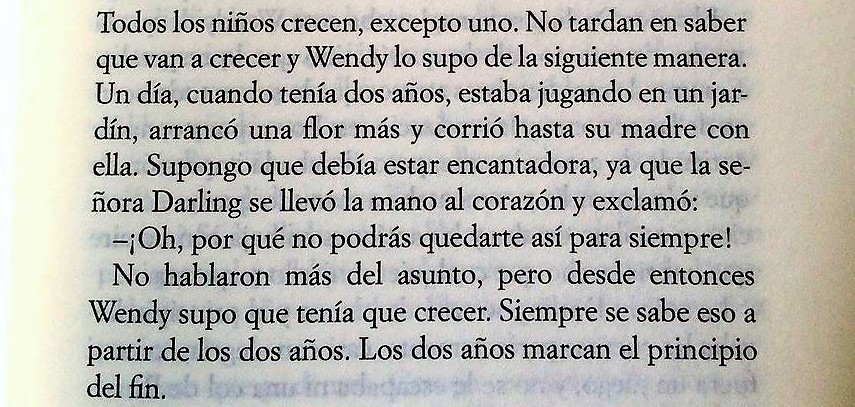 Todos los niños crecen, excepto uno. No tardan en saber
que van a crecer y Wendy lo supo de la siguiente manera.
Un día, cuando tenía dos años, estaba jugando en un jar-
dín, arrancó una flor más y corrió hasta su madre con
ella. Supongo que debía estar encantadora, ya que la se-
ñora Darling se llevó la mano al corazón y exclamó:
–¡Oh, por qué no podrás quedarte así para siempre!
No hablaron más del asunto, pero desde entonces
Wendy supo que tenía que crecer. Siempre se sabe eso a
partir de los dos años. Los dos años marcan el principio
del fin.